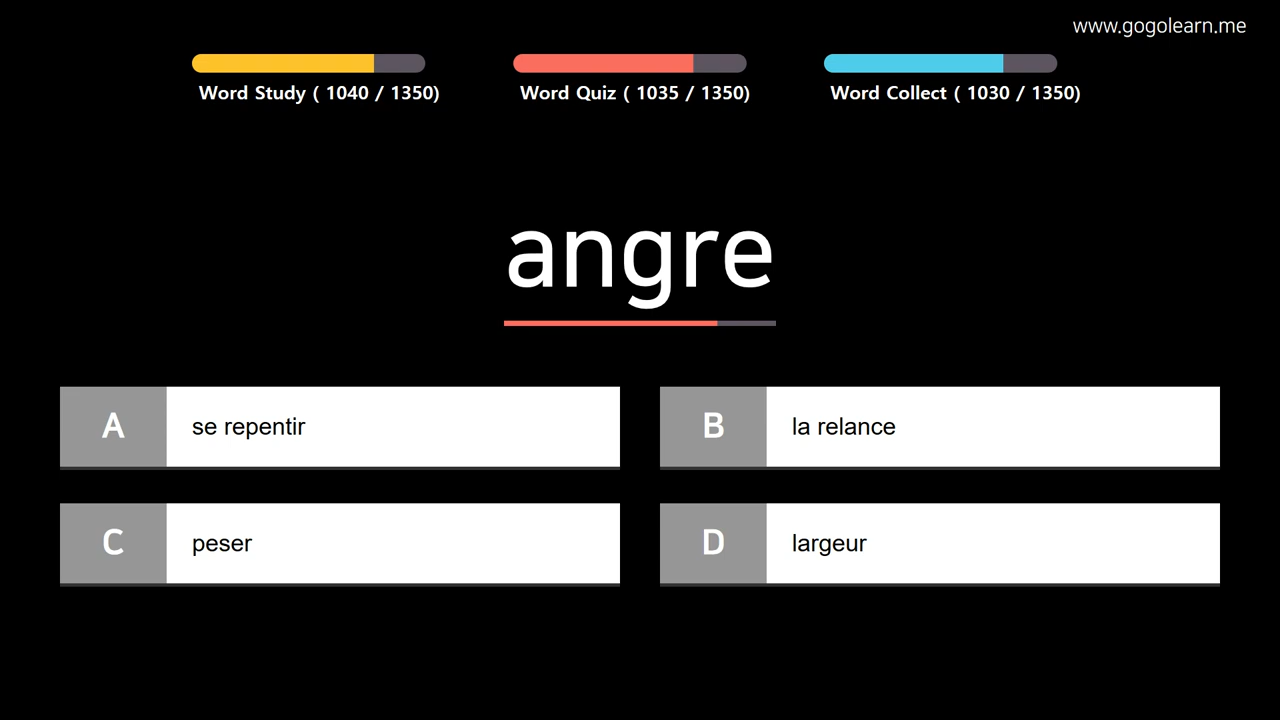 www.gogolearn.me
Word Study ( 1040 / 1350)
Word Quiz ( 1035 / 1350)
Word Collect ( 1030 / 1350)
angre
A se repentir
B la relance
C peser
D largeur